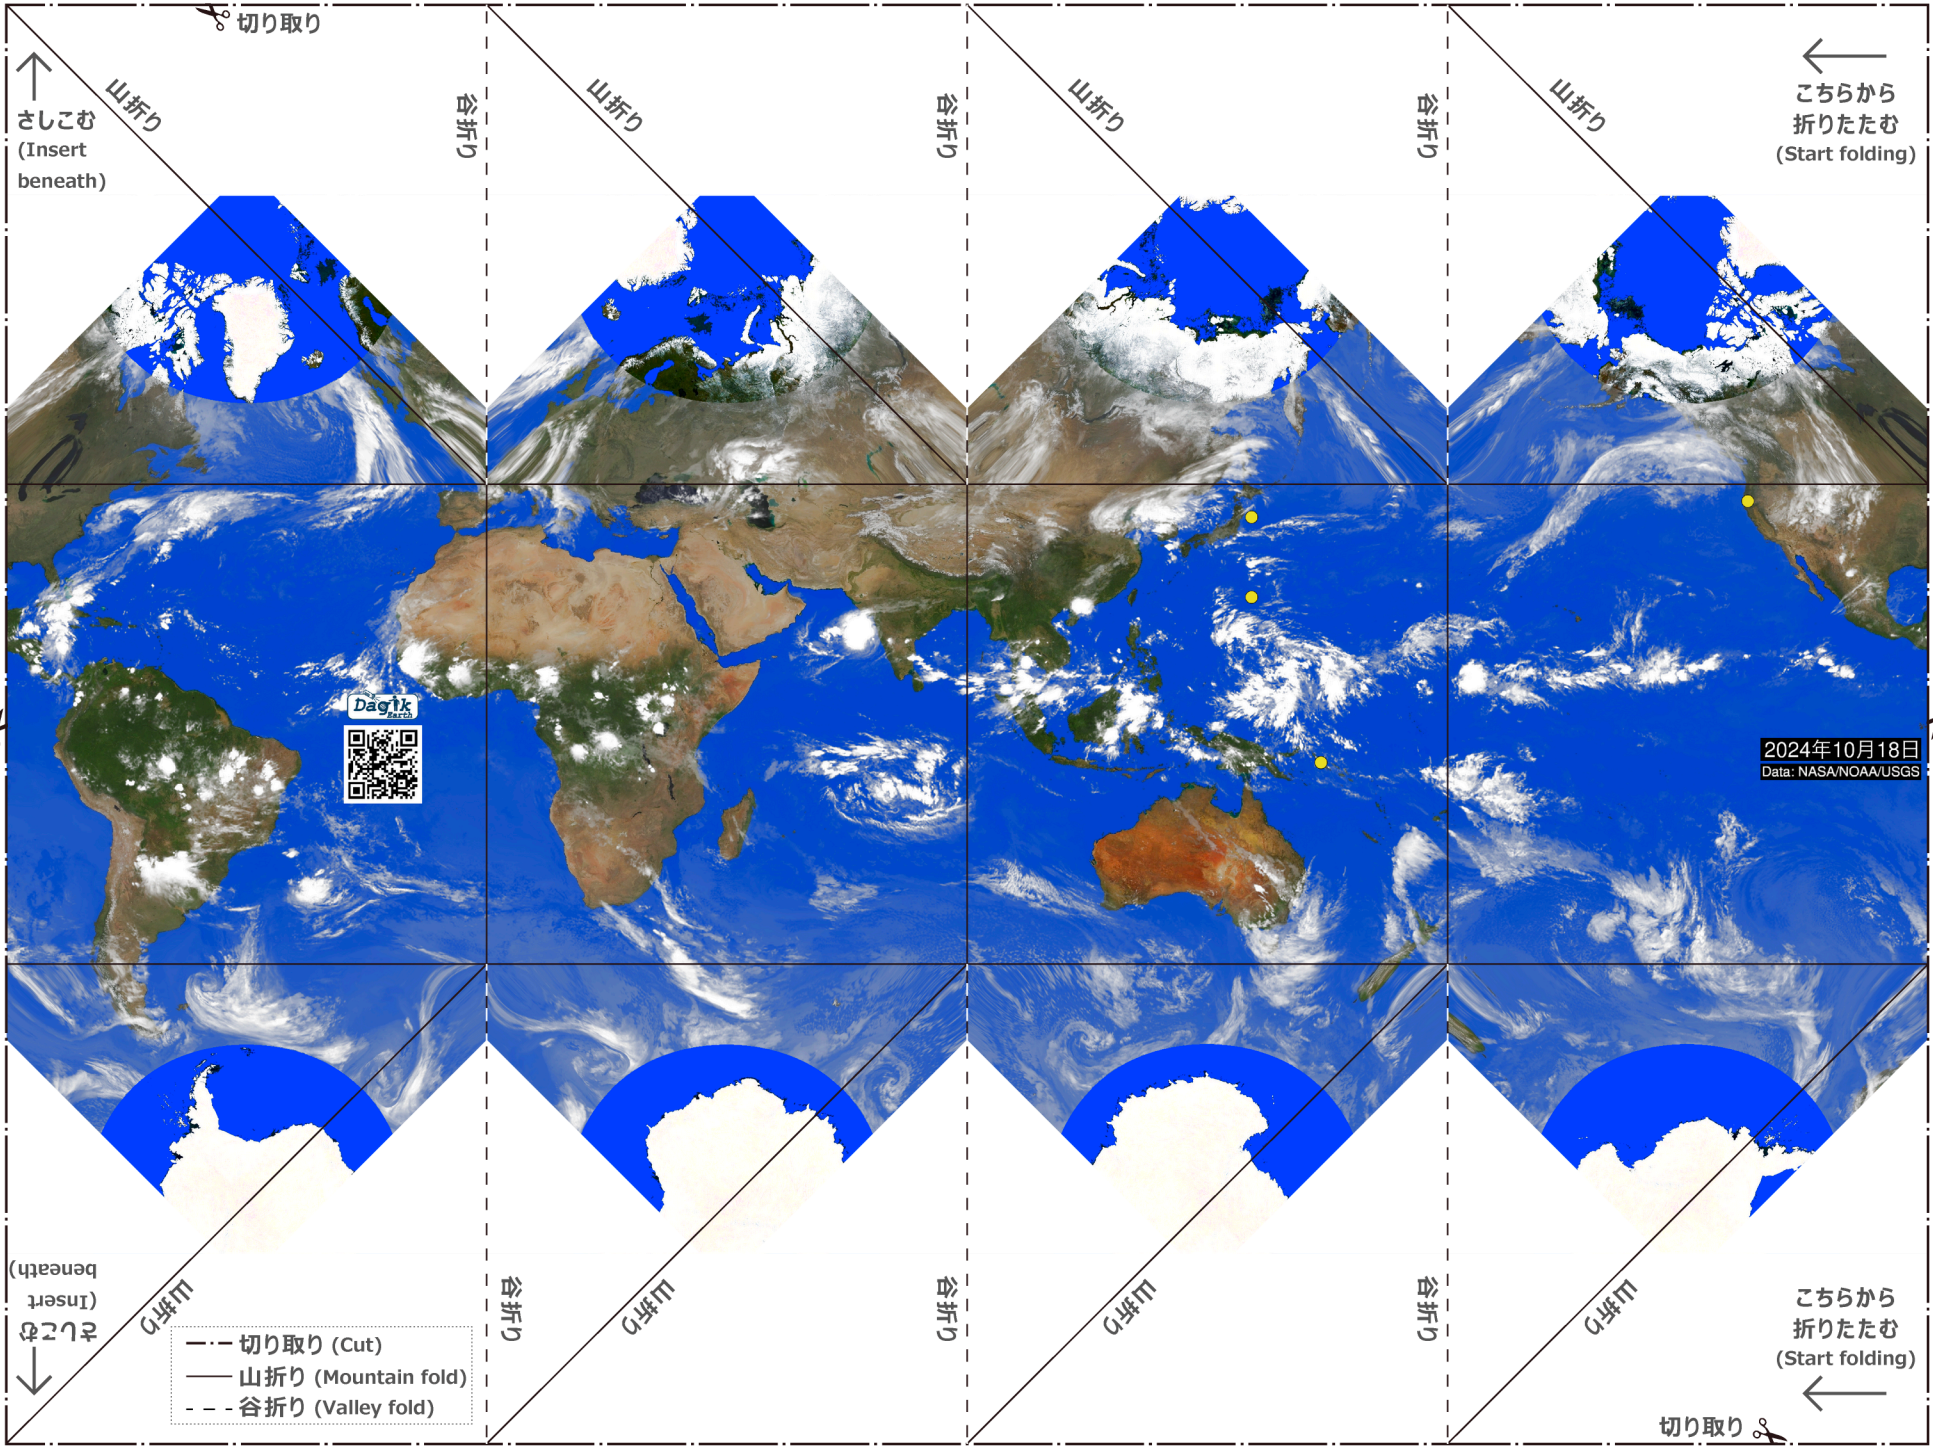 切り取り
山折り
谷折り
山折り
谷折り
山折り
谷折り
山折り
さしこむ
(Insert
beneath)
こちらから
折りたたむ
(Start folding)
Dagik
Earth
2024年10月18日
Data: NASA/NOAA/USGS
さしこむ
(Insert
beneath)
山折り
谷折り
山折り
谷折り
山折り
谷折り
山折り
切り取り (Cut)
山折り (Mountain fold)
谷折り (Valley fold)
こちらから
折りたたむ
(Start folding)
切り取り